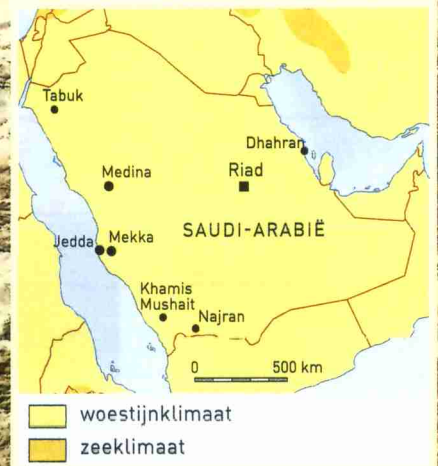 Tabuk
Dhahran
Medina
Riad
SAUDI-ARABIË
Jedda
Mekka
Khamis
Mushait
Najran
0 500 km
woestijnklimaat
zeeklimaat